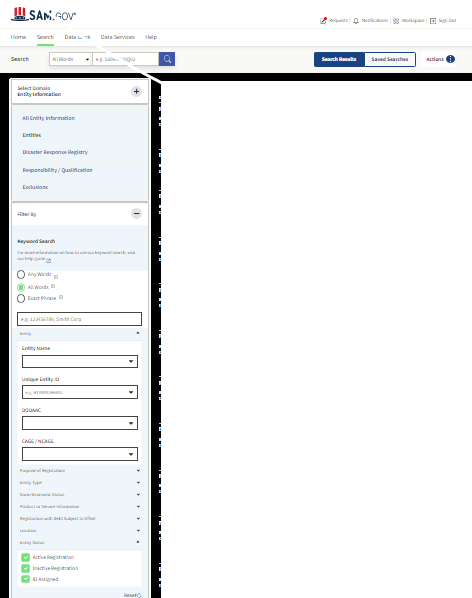 SAM.GOV
Requests
Notifications
Workspace
Sign Out
Home
Search
Data Services
Help
Search
All Words
Search Results
Saved Searches
Actions
Select Domain
Entity Information
All Entity Information
Entities
Disaster Response Registry
Responsibility / Qualification
Exclusions
Filter By
Keyword Search
For more information on how to use our keyword search, visit
our help guide
Any Words
All Words
Exact Phrase
e.g. 123456789, Smith Corp
Entity
Entity Name
Unique Entity ID
DODAAC
CAGE / NCAGE
Purpose of Registration
Entity Type
Socio-Economic Status
Product or Service Information
Registration with Debt Subject to Offset
Location
Entity Status
Active Registration
Inactive Registration
ID Assigned
Reset